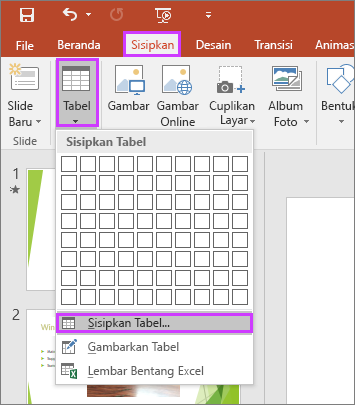 File Beranda Sisipkan Desain Transisi Animas
Slide Baru Tabel Gambar Gambar Online Cuplikan Layar Album Foto Bentuk
Slide
Sisipkan Tabel
1
2
Win
Sisipkan Tabel...
Gambarkan Tabel
Lembar Bentang Excel